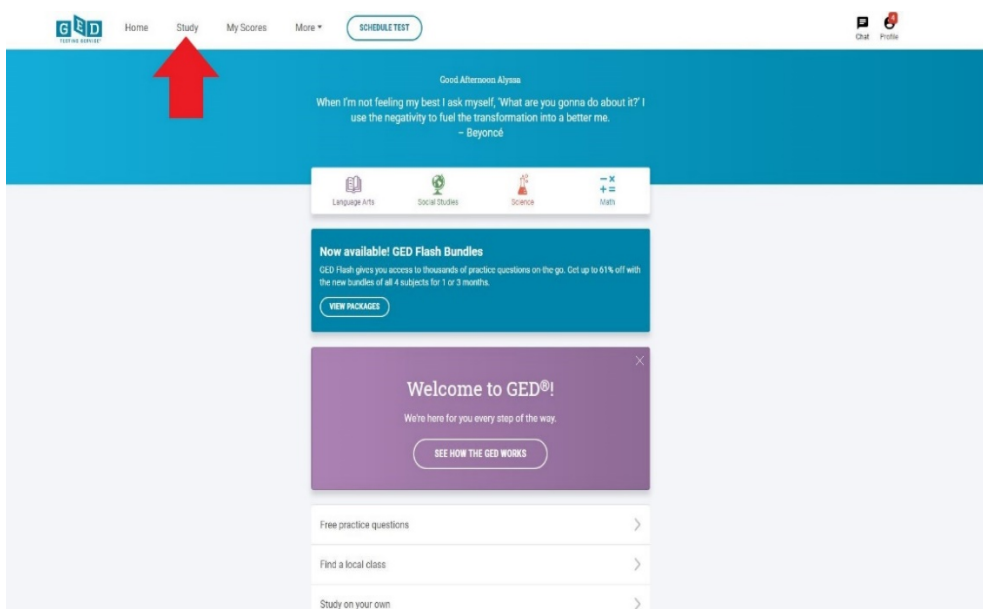 GED
TESTING SERVICE®
Home
Study
My Scores
More
SCHEDULE TEST
Chat
4
Profile
Good Afternoon Alyssa
When I'm not feeling my best I ask myself, 'What are you gonna do about it?' I
use the negativity to fuel the transformation into a better me.
– Beyoncé
Language Arts
Social Studies
Science
Math
Now available! GED Flash Bundles
GED Flash gives you access to thousands of practice questions on the go. Get up to 61% off with
the new bundles of all 4 subjects for 1 or 3 months.
VIEW PACKAGES
Welcome to GED®!
We're here for you every step of the way.
SEE HOW THE GED WORKS
Free practice questions
Find a local class
Study on your own